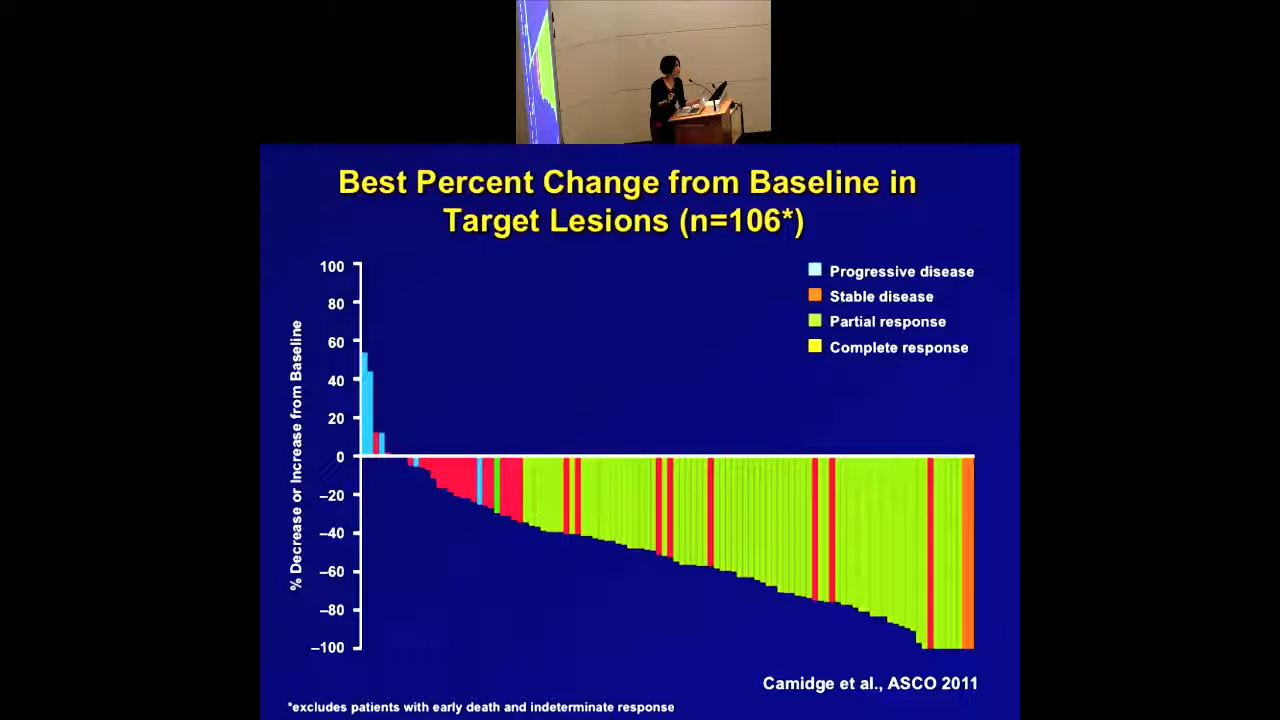 Best Percent Change from Baseline in
Target Lesions (n=106*)
Progressive disease
Stable disease
Partial response
Complete response
% Decrease or Increase from Baseline
100
80
60
40
20
0
–20
–40
–60
–80
–100
Camidge et al., ASCO 2011
*excludes patients with early death and indeterminate response